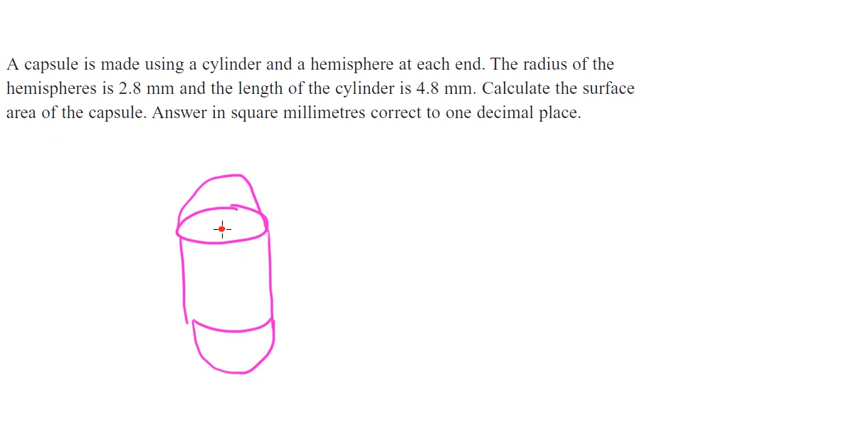 A capsule is made using a cylinder and a hemisphere at each end. The radius of the
hemispheres is 2.8 mm and the length of the cylinder is 4.8 mm. Calculate the surface
area of the capsule. Answer in square millimetres correct to one decimal place.